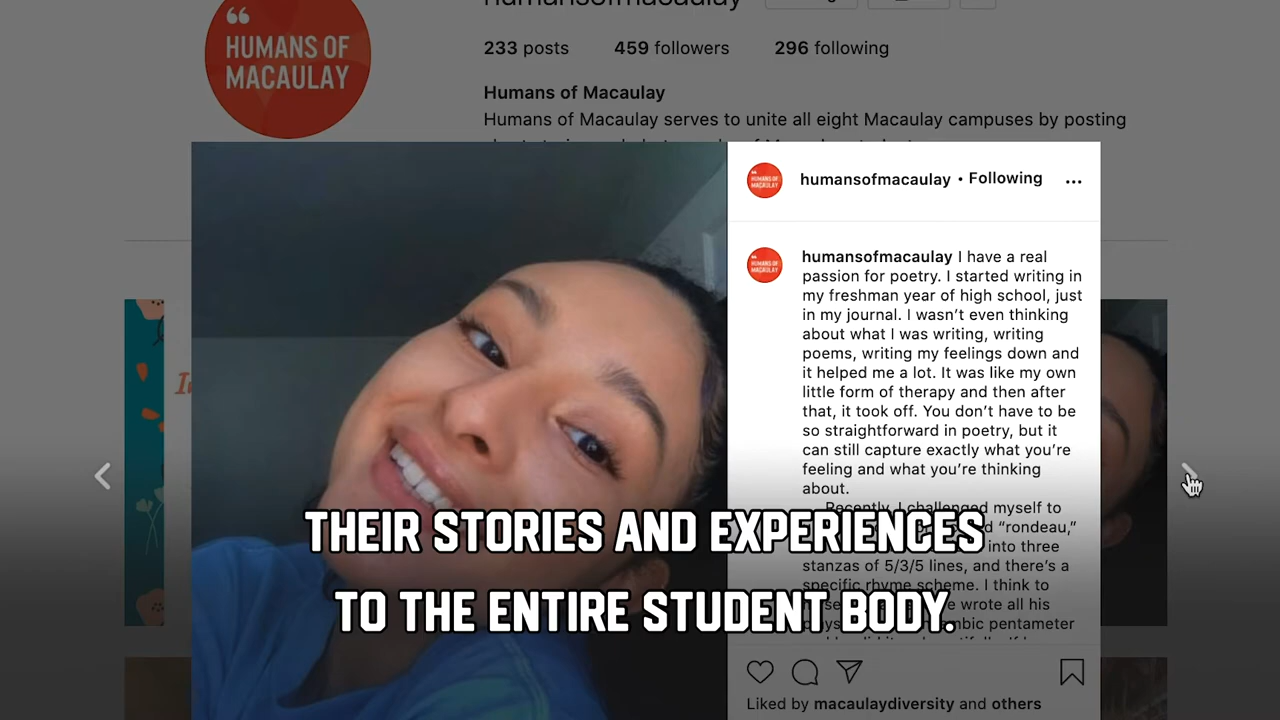 humansofmacaulay
HUMANS OF
MACAULAY
233 posts 459 followers 296 following
Humans of Macaulay
Humans of Macaulay serves to unite all eight Macaulay campuses by posting
HUMANS OF
MACAULAY
humansofmacaulay • Following
HUMANS OF
MACAULAY
humansofmacaulay I have a real
passion for poetry. I started writing in
my freshman year of high school, just
in my journal. I wasn’t even thinking
about what I was writing, writing
poems, writing my feelings down and
it helped me a lot. It was like my own
little form of therapy and then after
that, it took off. You don’t have to be
so straightforward in poetry, but it
can still capture exactly what you’re
feeling and what you’re thinking
about.
Recently, I challenged myself to
“rondeau,”
into three
stanzas of 5/3/5 lines, and there’s a
specific rhyme scheme. I think to
wrote all his
pentameter
THEIR STORIES AND EXPERIENCES
TO THE ENTIRE STUDENT BODY.
Liked by macaulaydiversity and others